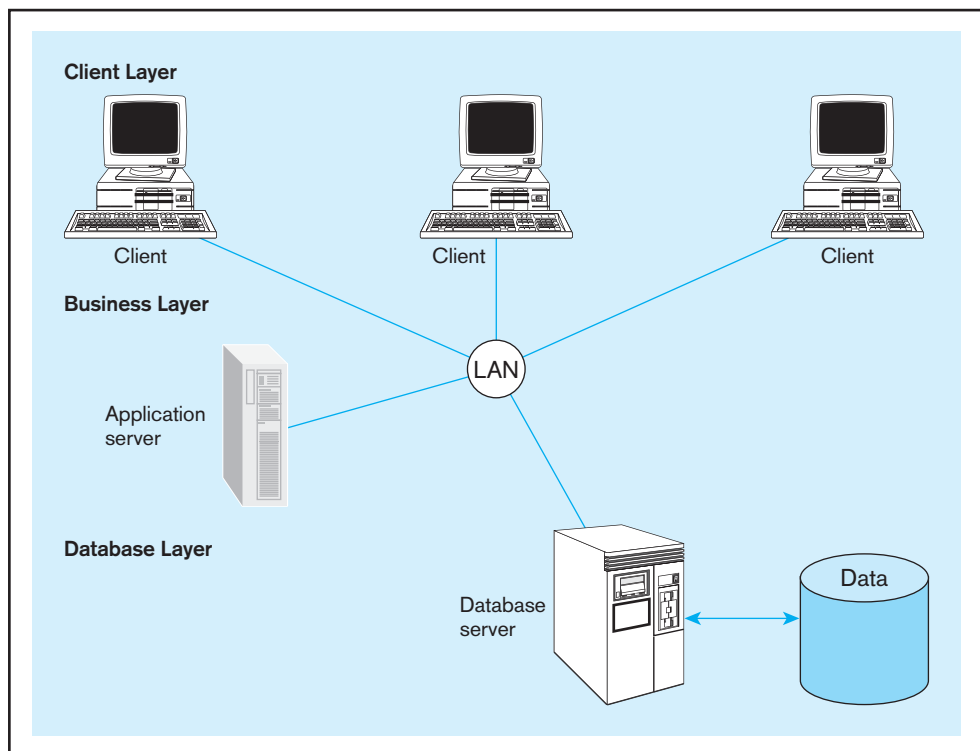 Client Layer
Client
Client
Client
Business Layer
LAN
Application
server
Database Layer
Database
server
Data